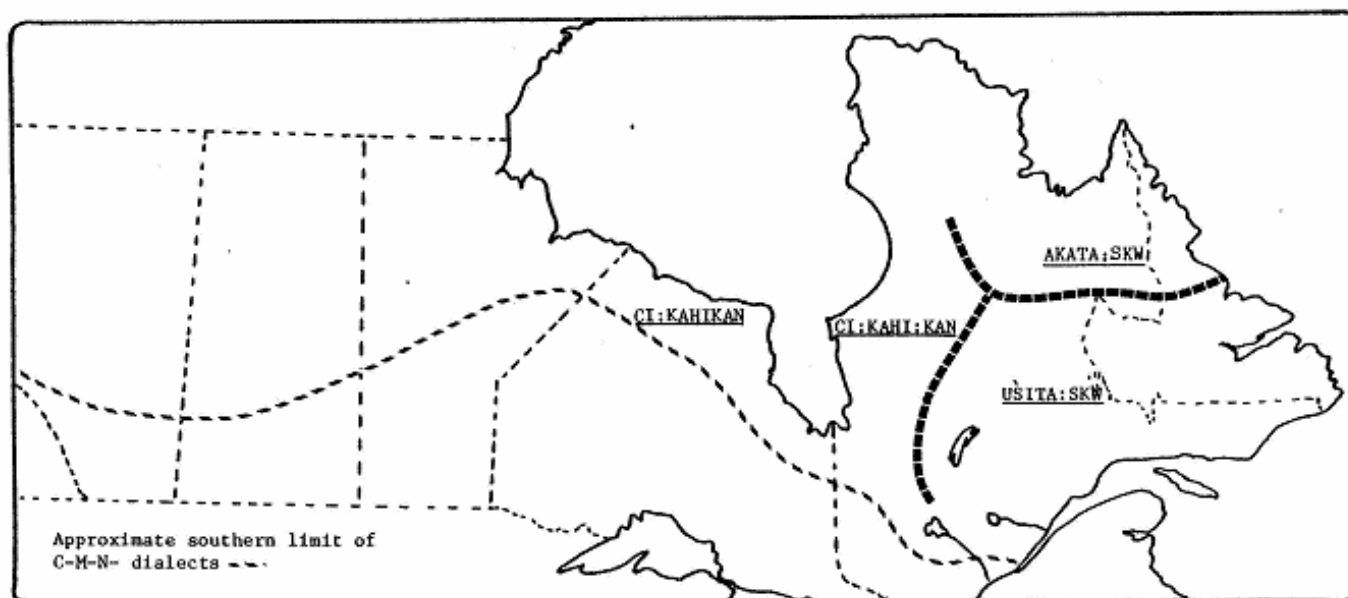 AKATA:SKW
CI:KAHIKAN
CI:KAHI:KAN
USITA:SKW
Approximate southern limit of
C-M-N- dialects ---.